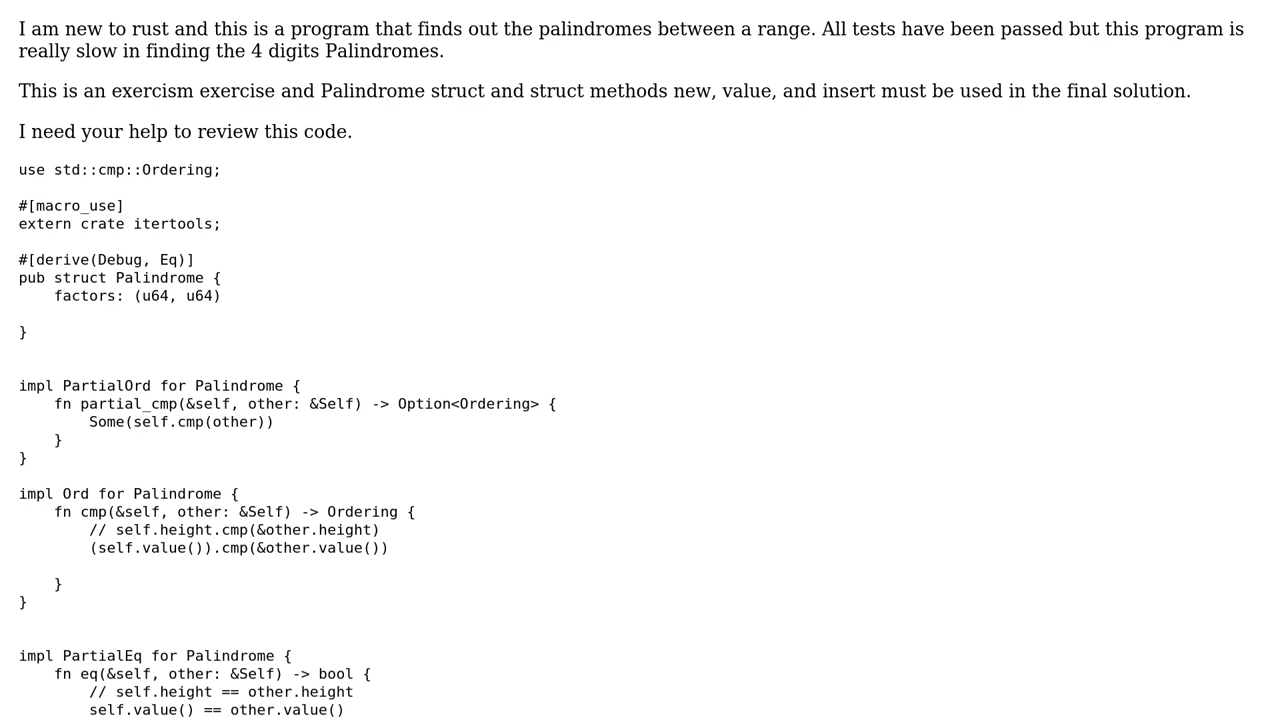 I am new to rust and this is a program that finds out the palindromes between a range. All tests have been passed but this program is
really slow in finding the 4 digits Palindromes.
This is an exercism exercise and Palindrome struct and struct methods new, value, and insert must be used in the final solution.
I need your help to review this code.
use std::cmp::Ordering;
#[macro_use]
extern crate itertools;
#[derive(Debug, Eq)]
pub struct Palindrome {
    factors: (u64, u64)
}
impl PartialOrd for Palindrome {
    fn partial_cmp(&self, other: &Self) -> Option<Ordering> {
        Some(self.cmp(other))
    }
}
impl Ord for Palindrome {
    fn cmp(&self, other: &Self) -> Ordering {
        // self.height.cmp(&other.height)
        (self.value()).cmp(&other.value())
    }
}
impl PartialEq for Palindrome {
    fn eq(&self, other: &Self) -> bool {
        // self.height == other.height
        self.value() == other.value()